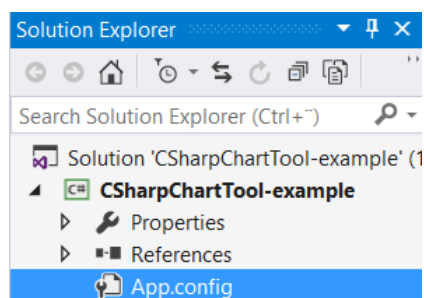 Solution Explorer
Search Solution Explorer (Ctrl+¨)
Solution 'CSharpChartTool-example' (1
C# CSharpChartTool-example
Properties
References
App.config